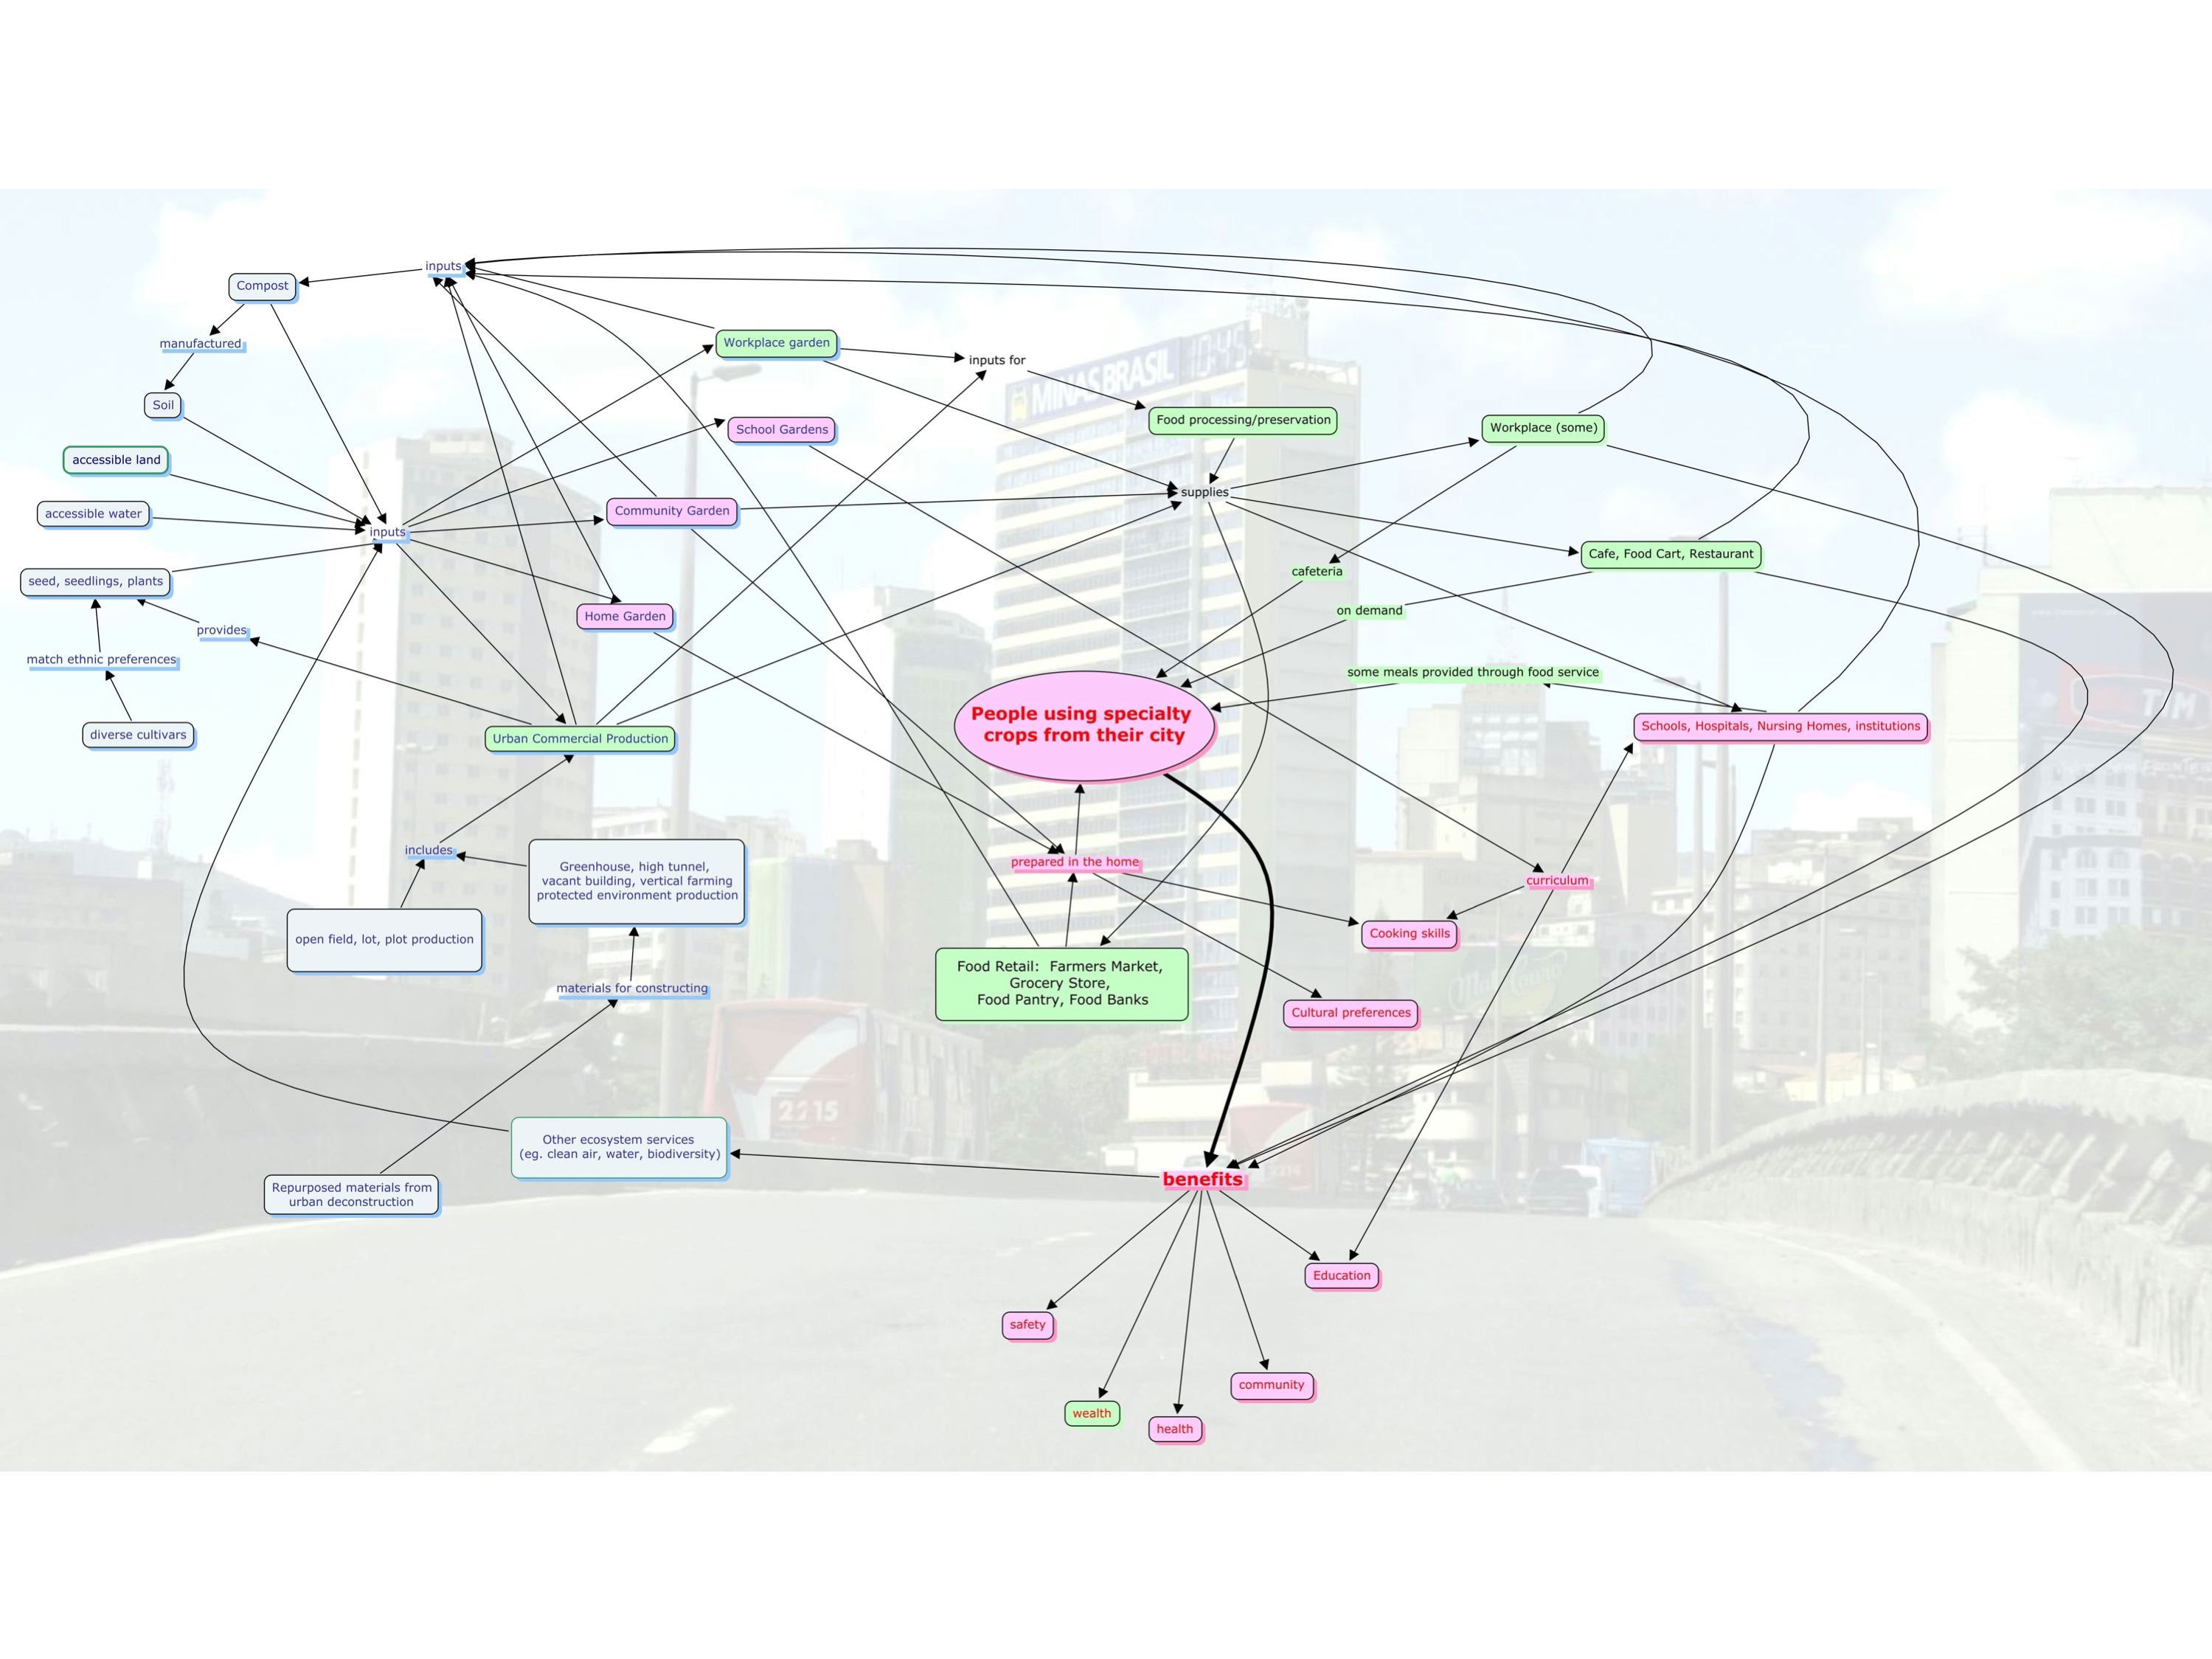 inputs
Compost
manufactured
Workplace garden
inputs for
Soil
Food processing/preservation
School Gardens
Workplace (some)
accessible land
supplies
accessible water
Community Garden
inputs
Cafe, Food Cart, Restaurant
cafeteria
seed, seedlings, plants
on demand
Home Garden
provides
match ethnic preferences
some meals provided through food service
People using specialty
crops from their city
Schools, Hospitals, Nursing Homes, institutions
diverse cultivars
Urban Commercial Production
includes
prepared in the home
Greenhouse, high tunnel,
vacant building, vertical farming
protected environment production
curriculum
open field, lot, plot production
Cooking skills
Food Retail: Farmers Market,
Grocery Store,
Food Pantry, Food Banks
materials for constructing
Cultural preferences
Other ecosystem services
(eg. clean air, water, biodiversity)
benefits
Repurposed materials from
urban deconstruction
Education
safety
community
wealth
health
MINAS BRASIL 10:45
TIM
2215